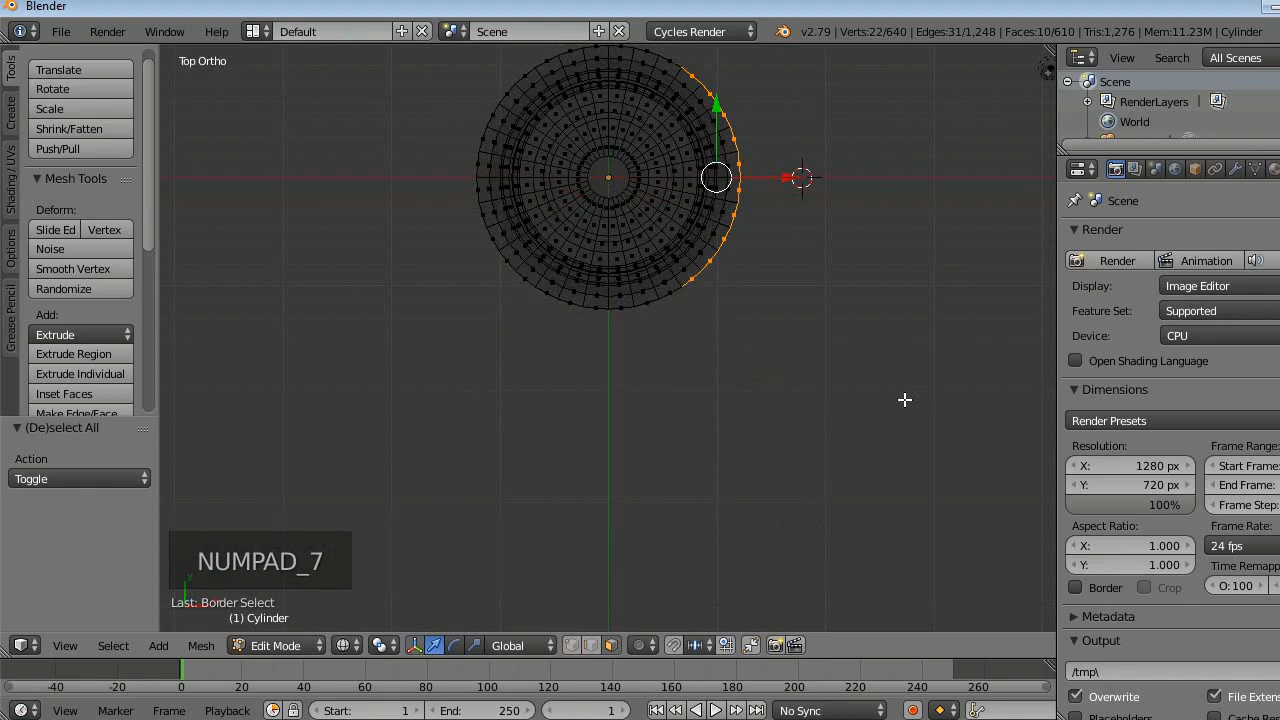 Blender
File Render Window Help Default Scene Cycles Render v2.79 | Verts:22/640 | Edges:31/1,248 | Faces:10/610 | Tris:1,276 | Mem:11.23M | Cylinder
Tools
Create
Shading / UVs
Options
Grease Pencil
Translate
Rotate
Scale
Shrink/Fatten
Push/Pull
Mesh Tools
Deform:
Slide Ed Vertex
Noise
Smooth Vertex
Randomize
Add:
Extrude
Extrude Region
Extrude Individual
Inset Faces
Make Edge/Face
(De)select All
Action
Toggle
Top Ortho
NUMPAD_7
y
Last: Border Select
(1) Cylinder
View Select Add Mesh Edit Mode Global
View Search All Scenes
Scene
RenderLayers
World
Scene
Render
Render Animation
Display: Image Editor
Feature Set: Supported
Device: CPU
Open Shading Language
Dimensions
Render Presets
Resolution: Frame Range:
X: 1280 px Start Frame:
Y: 720 px End Frame:
100% Frame Step:
Aspect Ratio: Frame Rate:
X: 1.000 24 fps
Y: 1.000 Time Remapp
Border Crop O:100
Metadata
Output
/tmp\
Overwrite File Exten
Placeholders
-40 -20 0 20 40 60 80 100 120 140 160 180 200 220 240 260
View Marker Frame Playback Start: 1 End: 250 1 No Sync